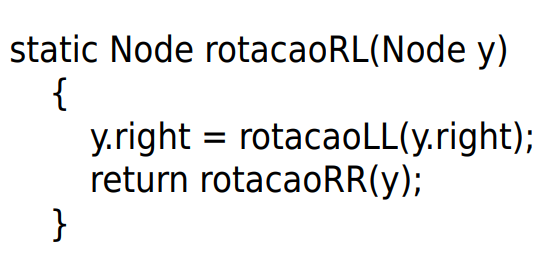 static Node rotacaoRL(Node y)
{
y.right = rotacaoLL(y.right);
return rotacaoRR(y);
}